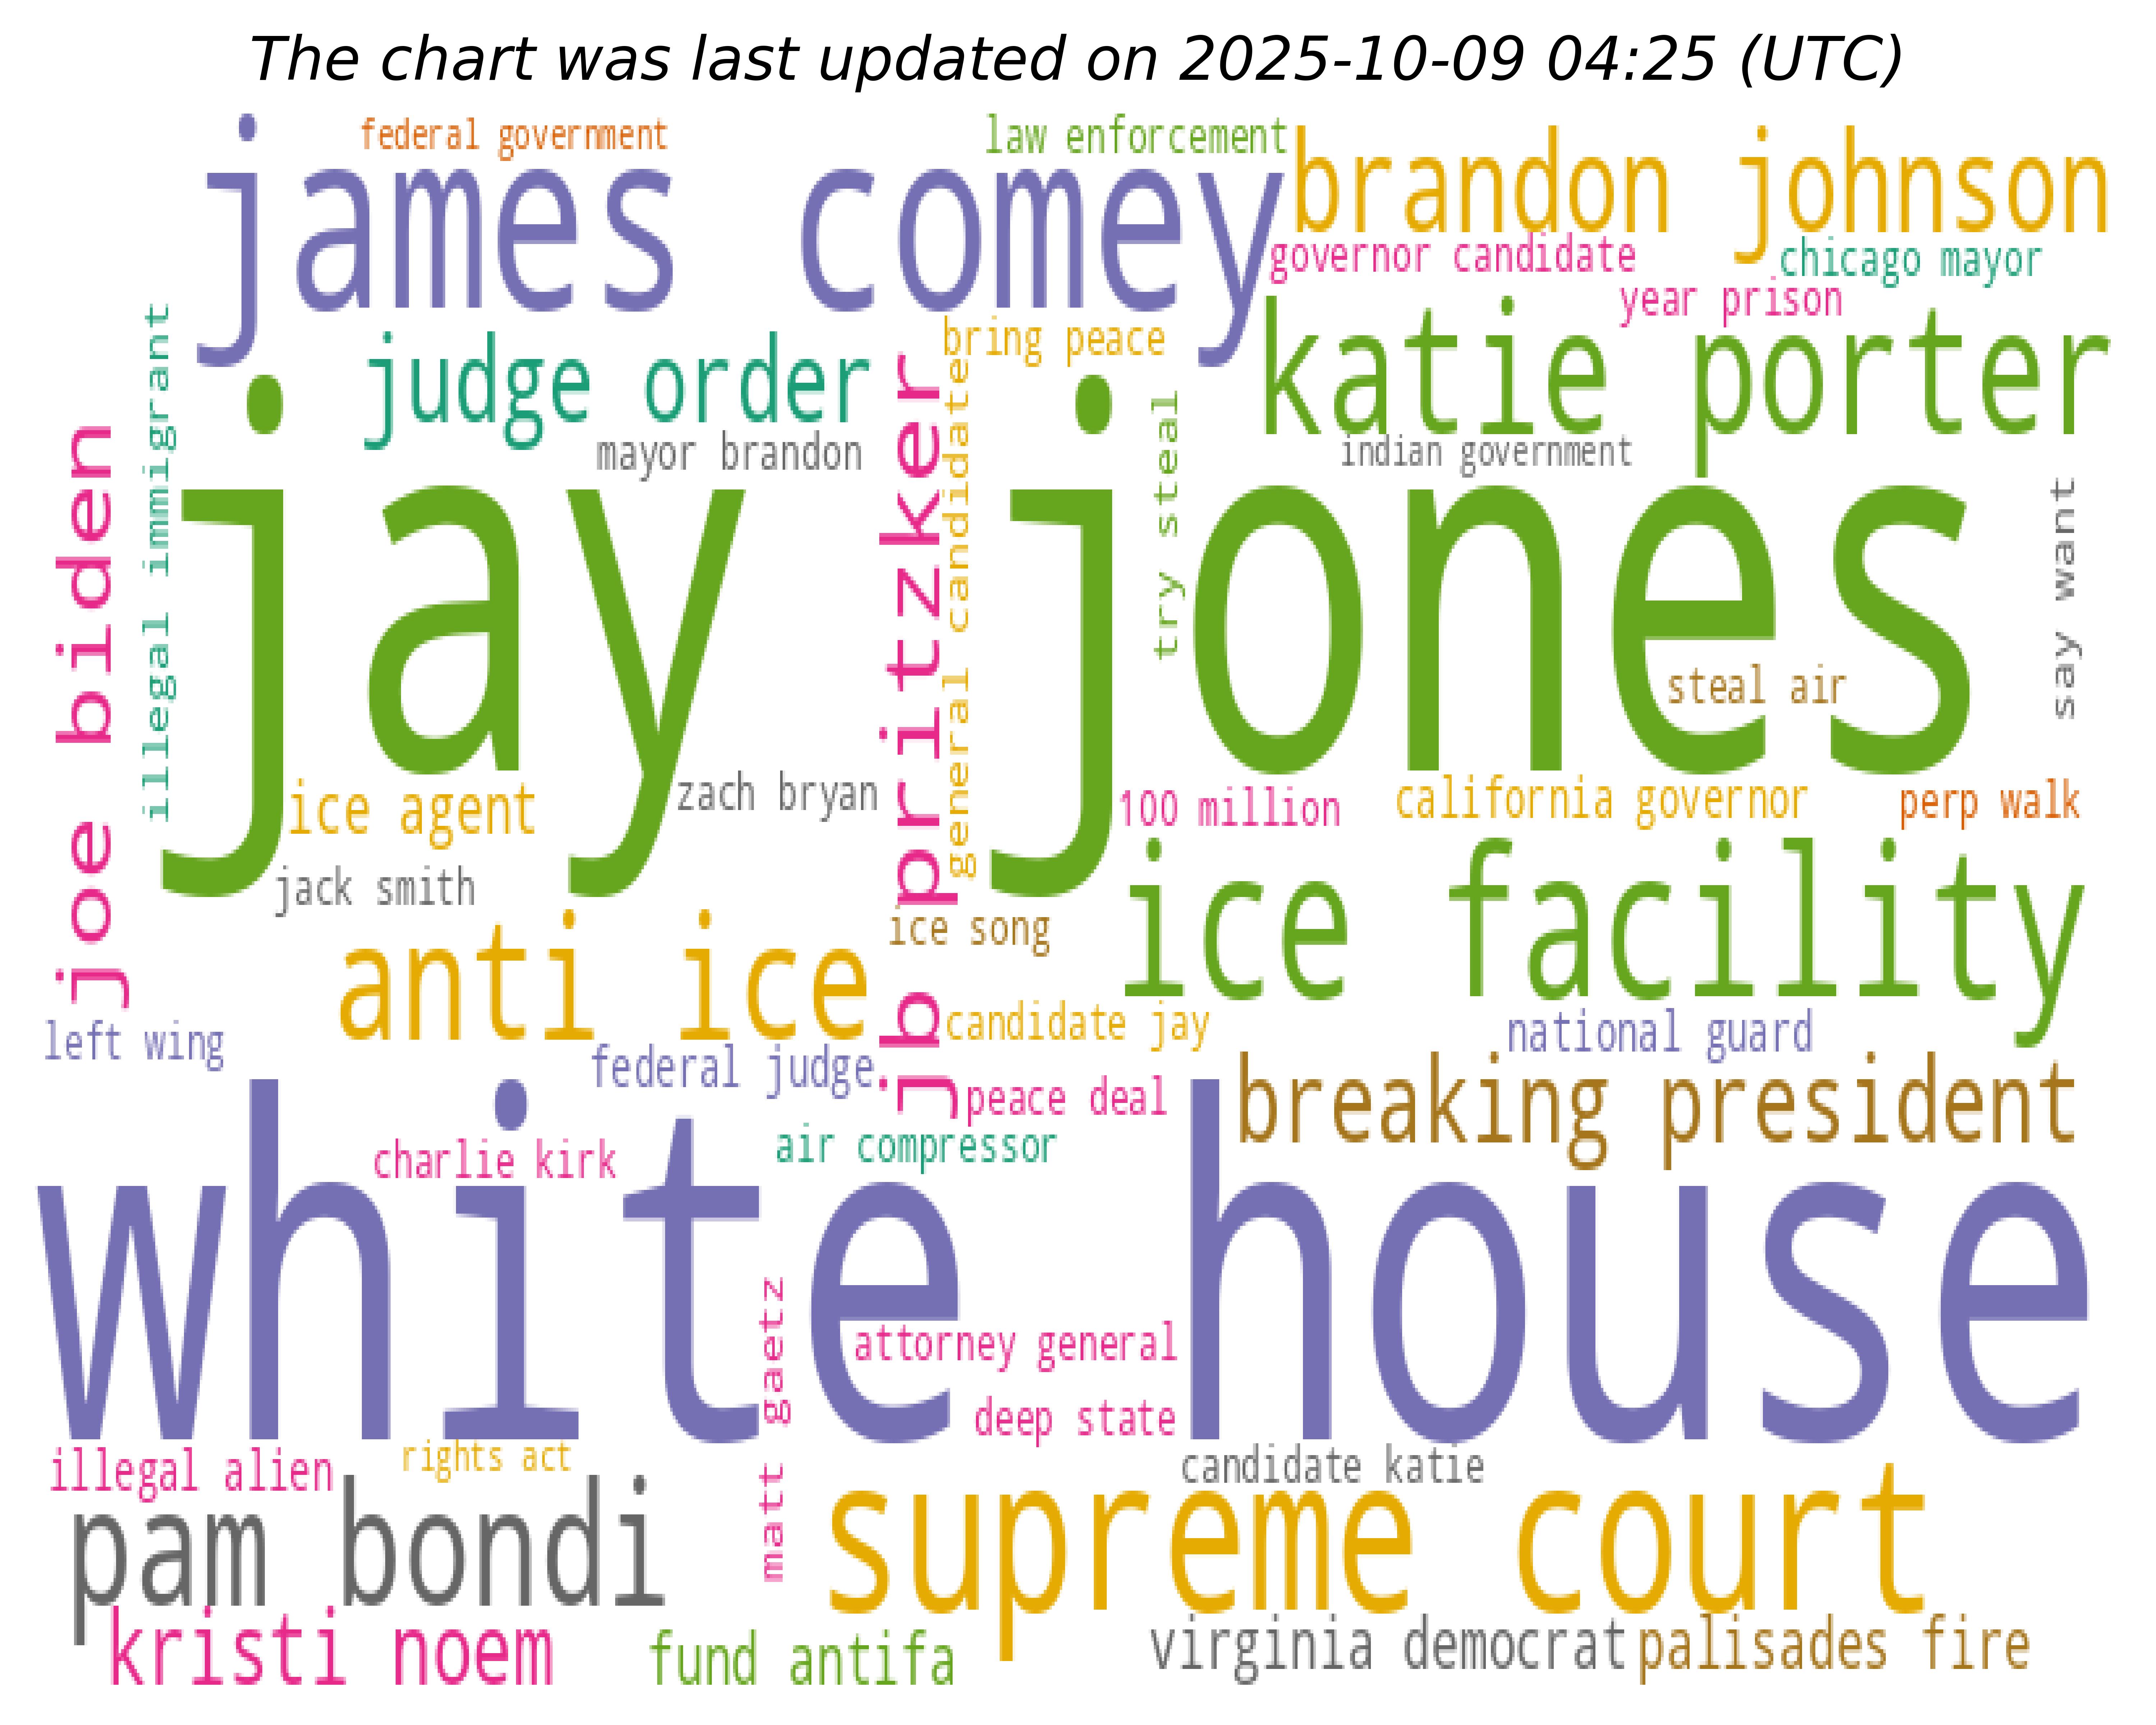 The chart was last updated on 2025-10-09 04:25 (UTC)
federal government
law enforcement
james comey
brandon johnson
governor candidate
chicago mayor
year prison
illegal immigrant
judge order
bring peace
katie porter
mayor brandon
indian government
joe biden
jb pritzker
general candidate
try steal
say want
jay jones
steal air
ice agent
zach bryan
100 million
california governor
perp walk
jack smith
ice facility
anti ice
ice song
left wing
candidate jay
national guard
federal judge
peace deal
breaking president
charlie kirk
air compressor
white house
matt gaetz
attorney general
deep state
illegal alien
rights act
candidate katie
pam bondi
supreme court
kristi noem
fund antifa
virginia democrat
palisades fire